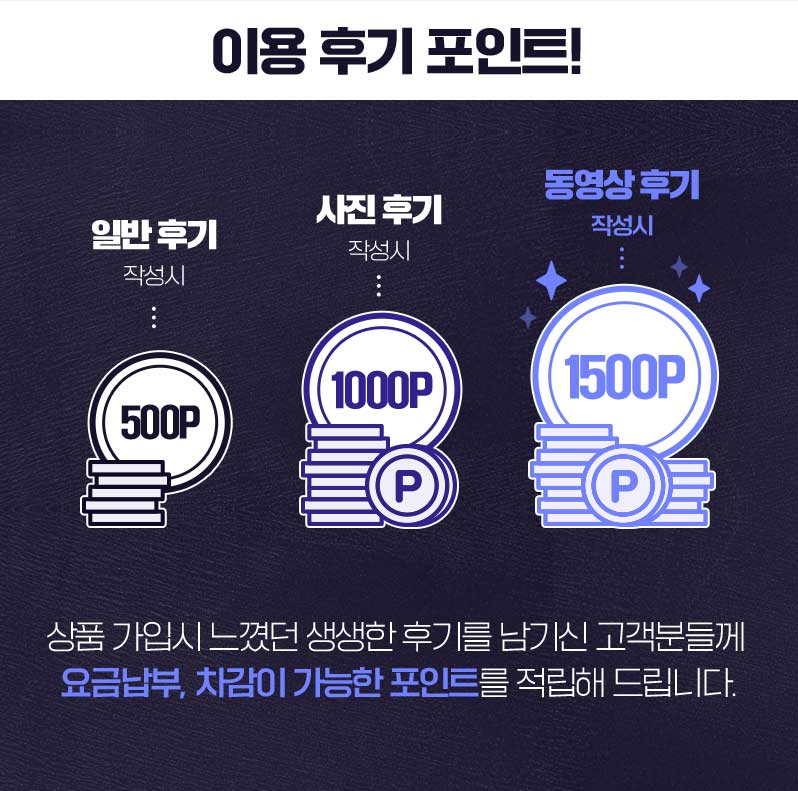 이용 후기 포인트!
일반 후기
작성시
500P
사진 후기
작성시
1000P
P
동영상 후기
작성시
1500P
P
상품 가입시 느꼈던 생생한 후기를 남기신 고객분들께
요금납부, 차감이 가능한 포인트를 적립해 드립니다.